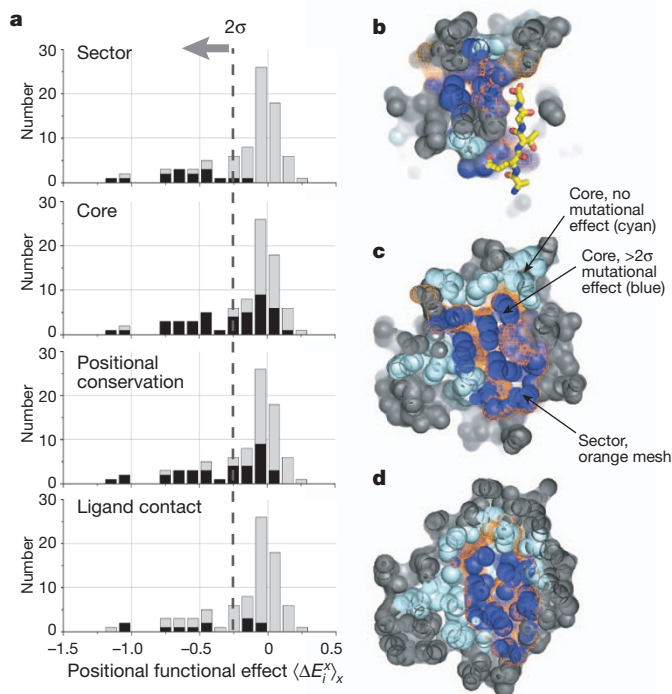 a
2σ
Sector
30
20
10
0
Number
Core
30
20
10
0
Number
Positional
conservation
30
20
10
0
Number
Ligand contact
30
20
10
0
Number
−1.5
−1.0
−0.5
0
0.5
Positional functional effect ⟨ΔE_i^x⟩_x
b
Core, no
mutational
effect (cyan)
c
Core, >2σ
mutational
effect (blue)
Sector,
orange mesh
d